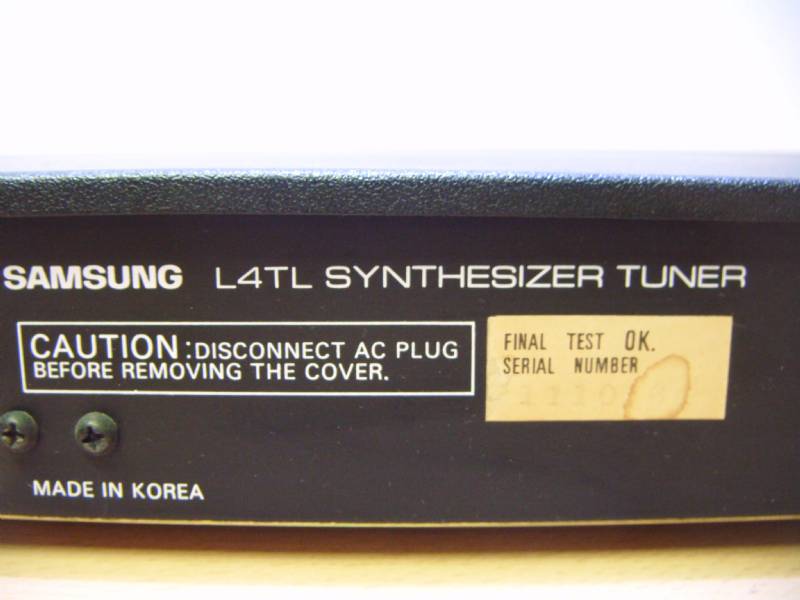 SAMSUNG L4TL SYNTHESIZER TUNER
CAUTION: DISCONNECT AC PLUG
BEFORE REMOVING THE COVER.
FINAL TEST OK.
SERIAL NUMBER
MADE IN KOREA